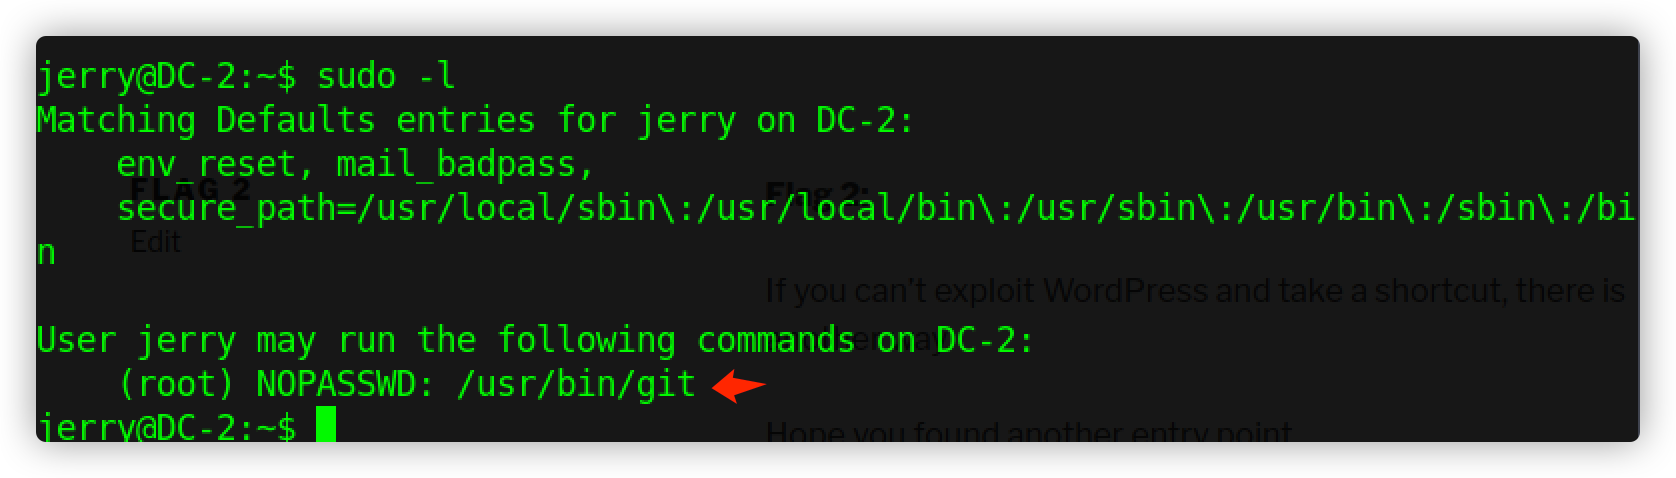 jerry@DC-2:~$ sudo -l
Matching Defaults entries for jerry on DC-2:
    env_reset, mail_badpass,
FLAG 2
Flag 2:
    secure_path=/usr/local/sbin\:/usr/local/bin\:/usr/sbin\:/usr/bin\:/sbin\:/bi
n
Edit
If you can't exploit WordPress and take a shortcut, there is
User jerry may run the following commands on DC-2:
    (root) NOPASSWD: /usr/bin/git
jerry@DC-2:~$
Hope you found another entry point